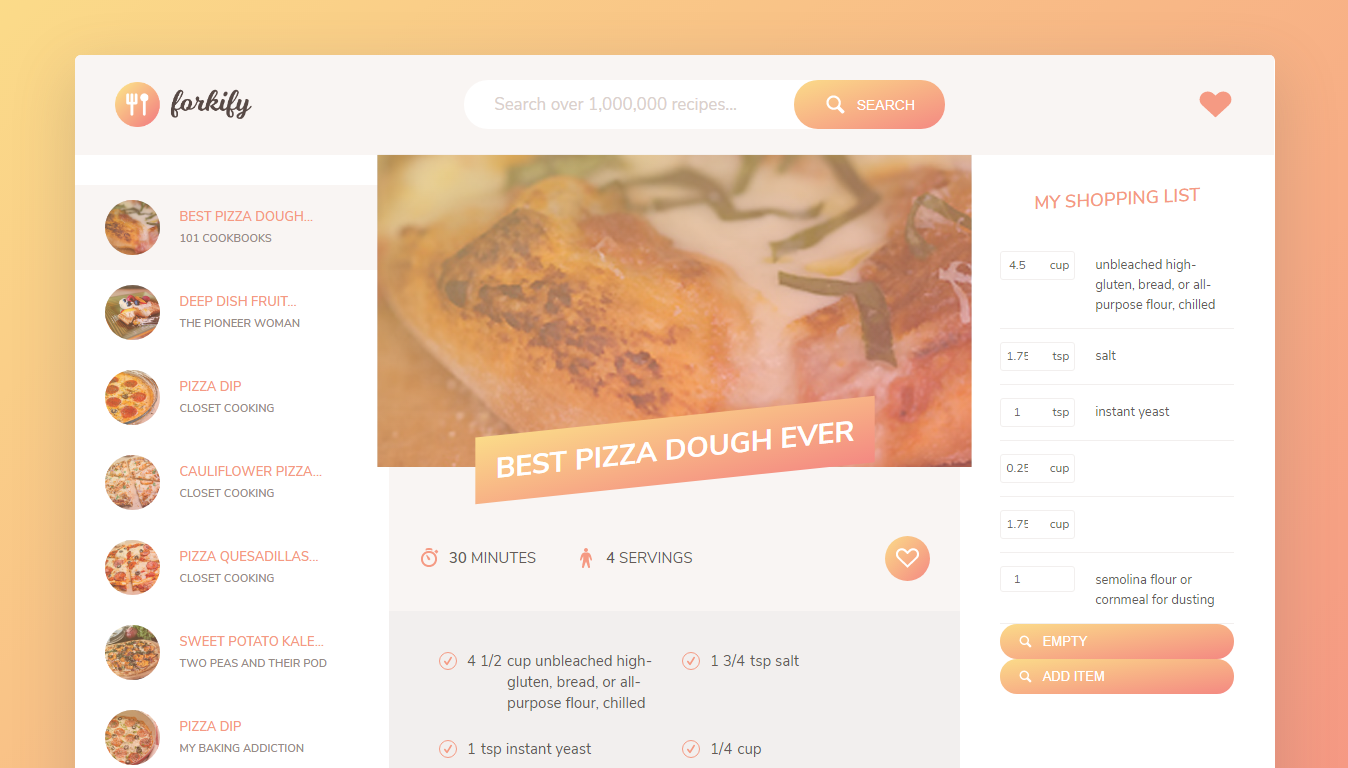 forkify
Search over 1,000,000 recipes...
SEARCH
BEST PIZZA DOUGH...
101 COOKBOOKS
DEEP DISH FRUIT...
THE PIONEER WOMAN
PIZZA DIP
CLOSET COOKING
CAULIFLOWER PIZZA...
CLOSET COOKING
PIZZA QUESADILLAS...
CLOSET COOKING
SWEET POTATO KALE...
TWO PEAS AND THEIR POD
PIZZA DIP
MY BAKING ADDICTION
BEST PIZZA DOUGH EVER
30 MINUTES
4 SERVINGS
4 1/2 cup unbleached high-
gluten, bread, or all-
purpose flour, chilled
1 3/4 tsp salt
1 tsp instant yeast
1/4 cup
MY SHOPPING LIST
4.5 cup unbleached high-
gluten, bread, or all-
purpose flour, chilled
1.75 tsp salt
1 tsp instant yeast
0.25 cup
1.75 cup
1 semolina flour or
cornmeal for dusting
EMPTY
ADD ITEM